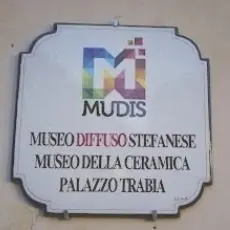 MUDIS
MUSEO DIFFUSO STEFANESE
MUSEO DELLA CERAMICA
PALAZZO TRABIA